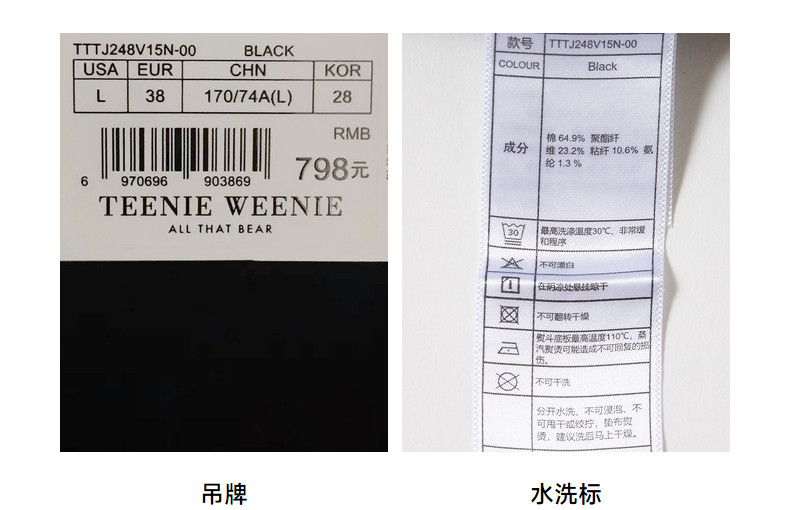 TTTJ248V15N-00 BLACK
USA EUR CHN KOR
L 38 170/74A(L) 28
RMB
798元
6 970696 903869
TEENIE WEENIE
ALL THAT BEAR
吊牌
款号 TTTJ248V15N-00
COLOUR Black
成分
棉 64.9% 聚酯纤
维 23.2% 粘纤 10.6% 氨
纶 1.3 %
30
最高洗涤温度30℃、非常缓
和程序
不可漂白
在阴凉处悬挂晾干
不可翻转干燥
熨斗底板最高温度110℃, 蒸
汽熨烫可能造成不可回复的损
伤。
不可干洗
分开水洗，不可浸泡，不
可甩干或绞拧，垫布熨
烫，建议洗后马上干燥。
水洗标